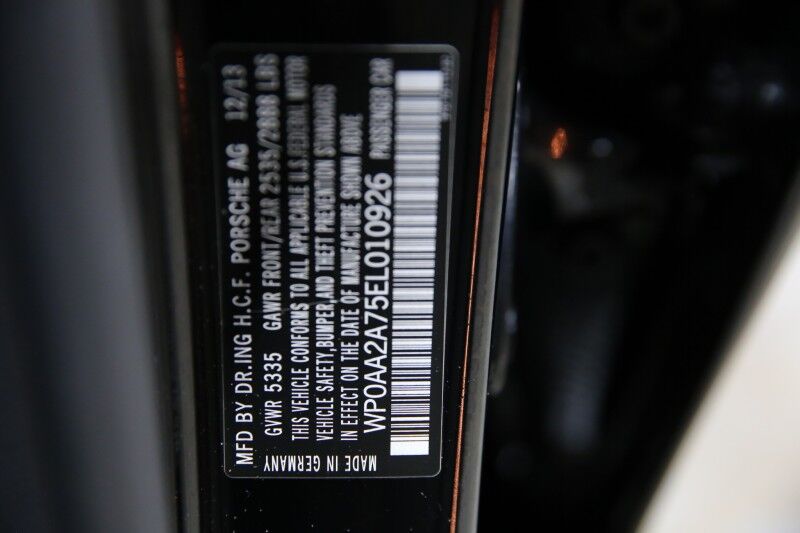 MFD BY DR.ING H.C.F. PORSCHE AG 12/13
GVWR 5335 GAWR FRONT/REAR 2535/2888 LBS
THIS VEHICLE CONFORMS TO ALL APPLICABLE U.S.FEDERAL MOTOR
VEHICLE SAFETY,BUMPER,AND THEFT PREVENTION STANDARDS
IN EFFECT ON THE DATE OF MANUFACTURE SHOWN ABOVE
WP0AA2A75EL010926 PASSENGER CAR
MADE IN GERMANY